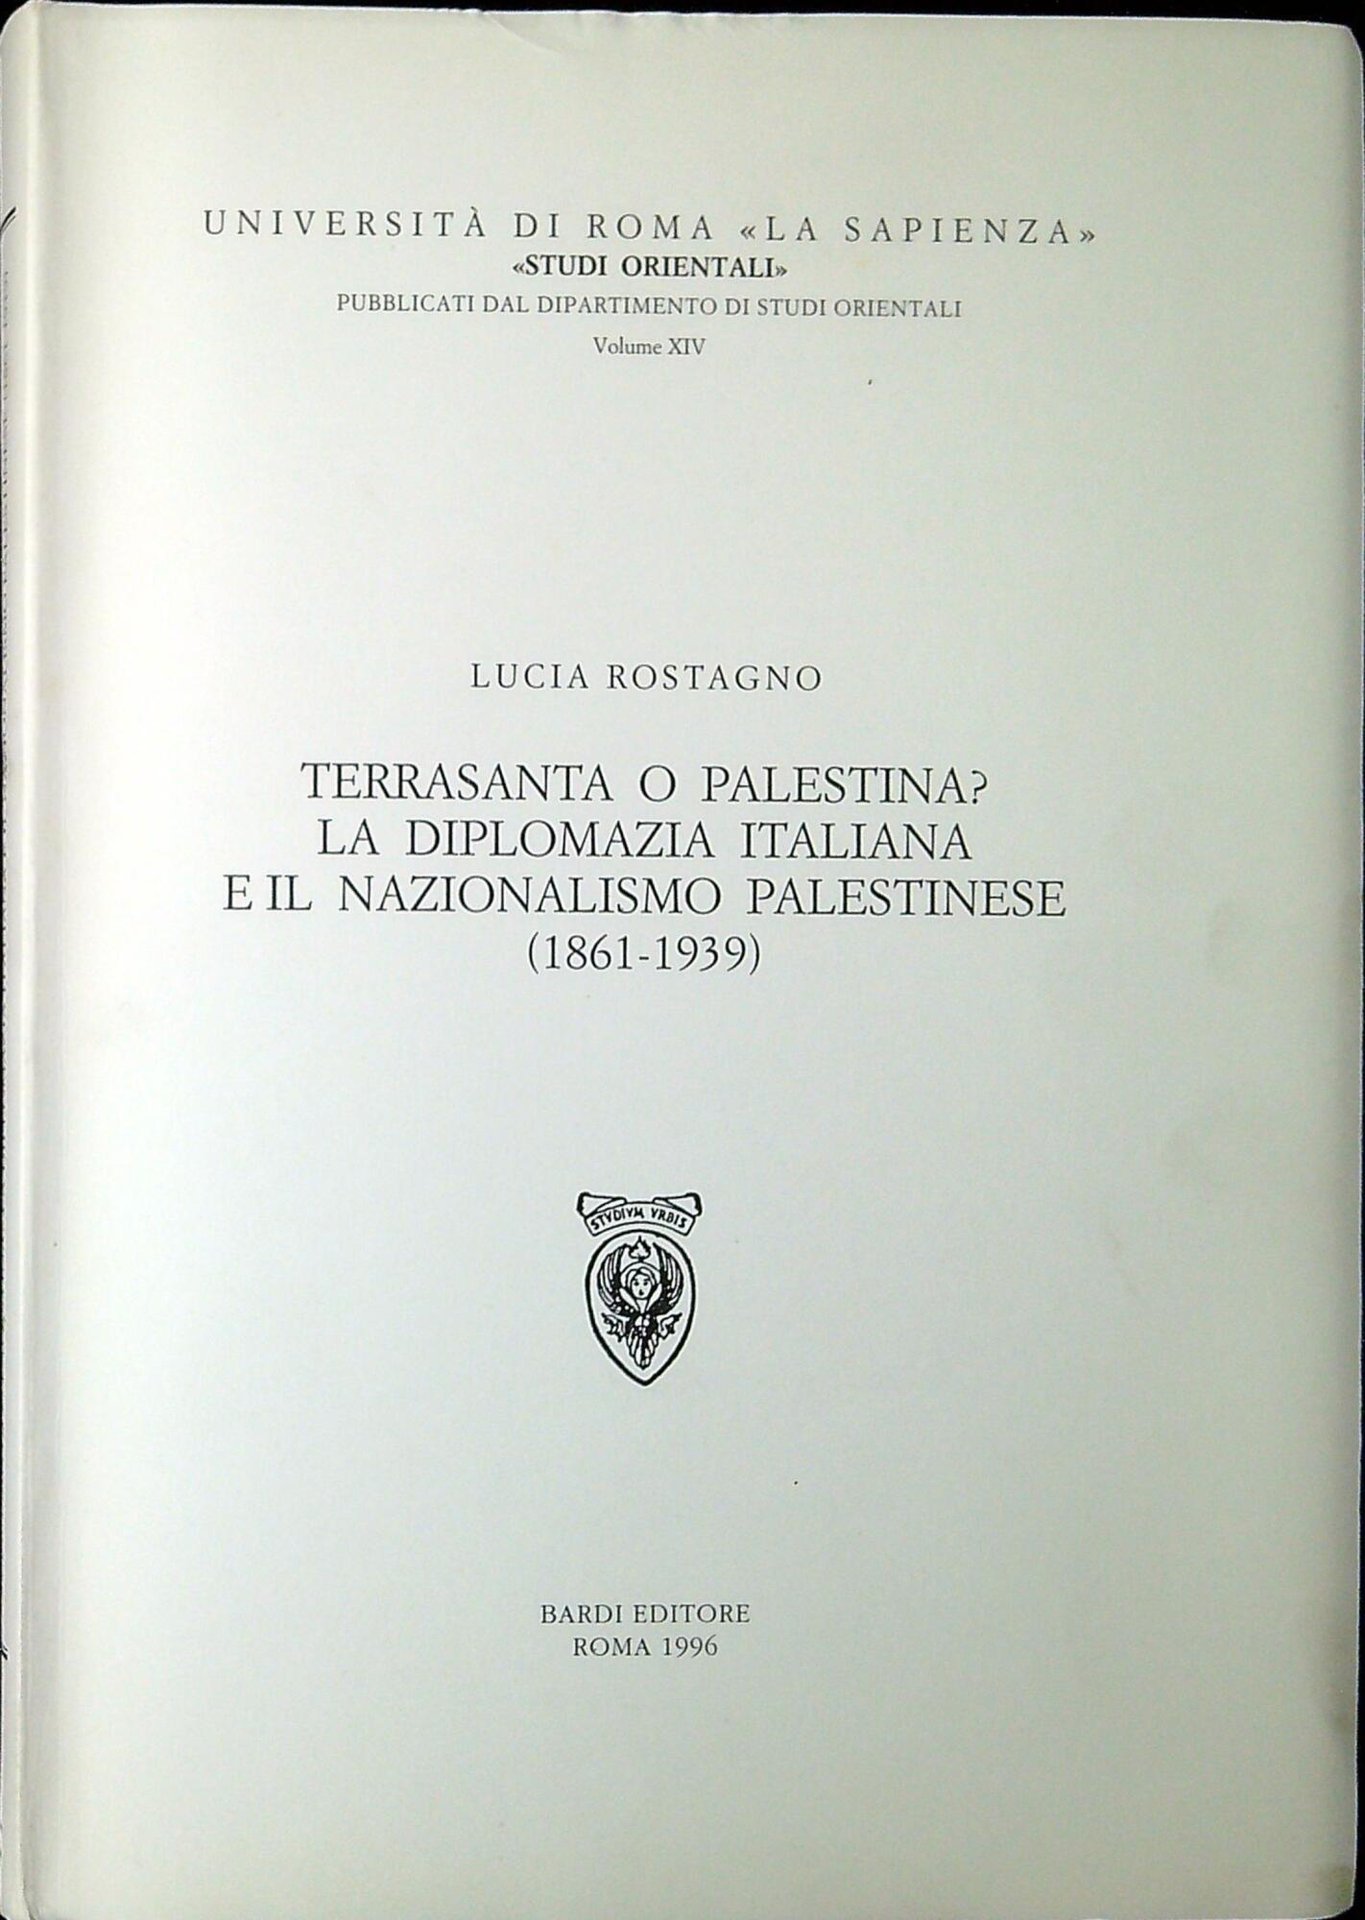 UNIVERSITÀ DI ROMA «LA SAPIENZA»
«STUDI ORIENTALI»
PUBBLICATI DAL DIPARTIMENTO DI STUDI ORIENTALI
Volume XIV
LUCIA ROSTAGNO
TERRASANTA O PALESTINA?
LA DIPLOMAZIA ITALIANA
E IL NAZIONALISMO PALESTINESE
(1861-1939)
STVDIVM VRBIS
BARDI EDITORE
ROMA 1996